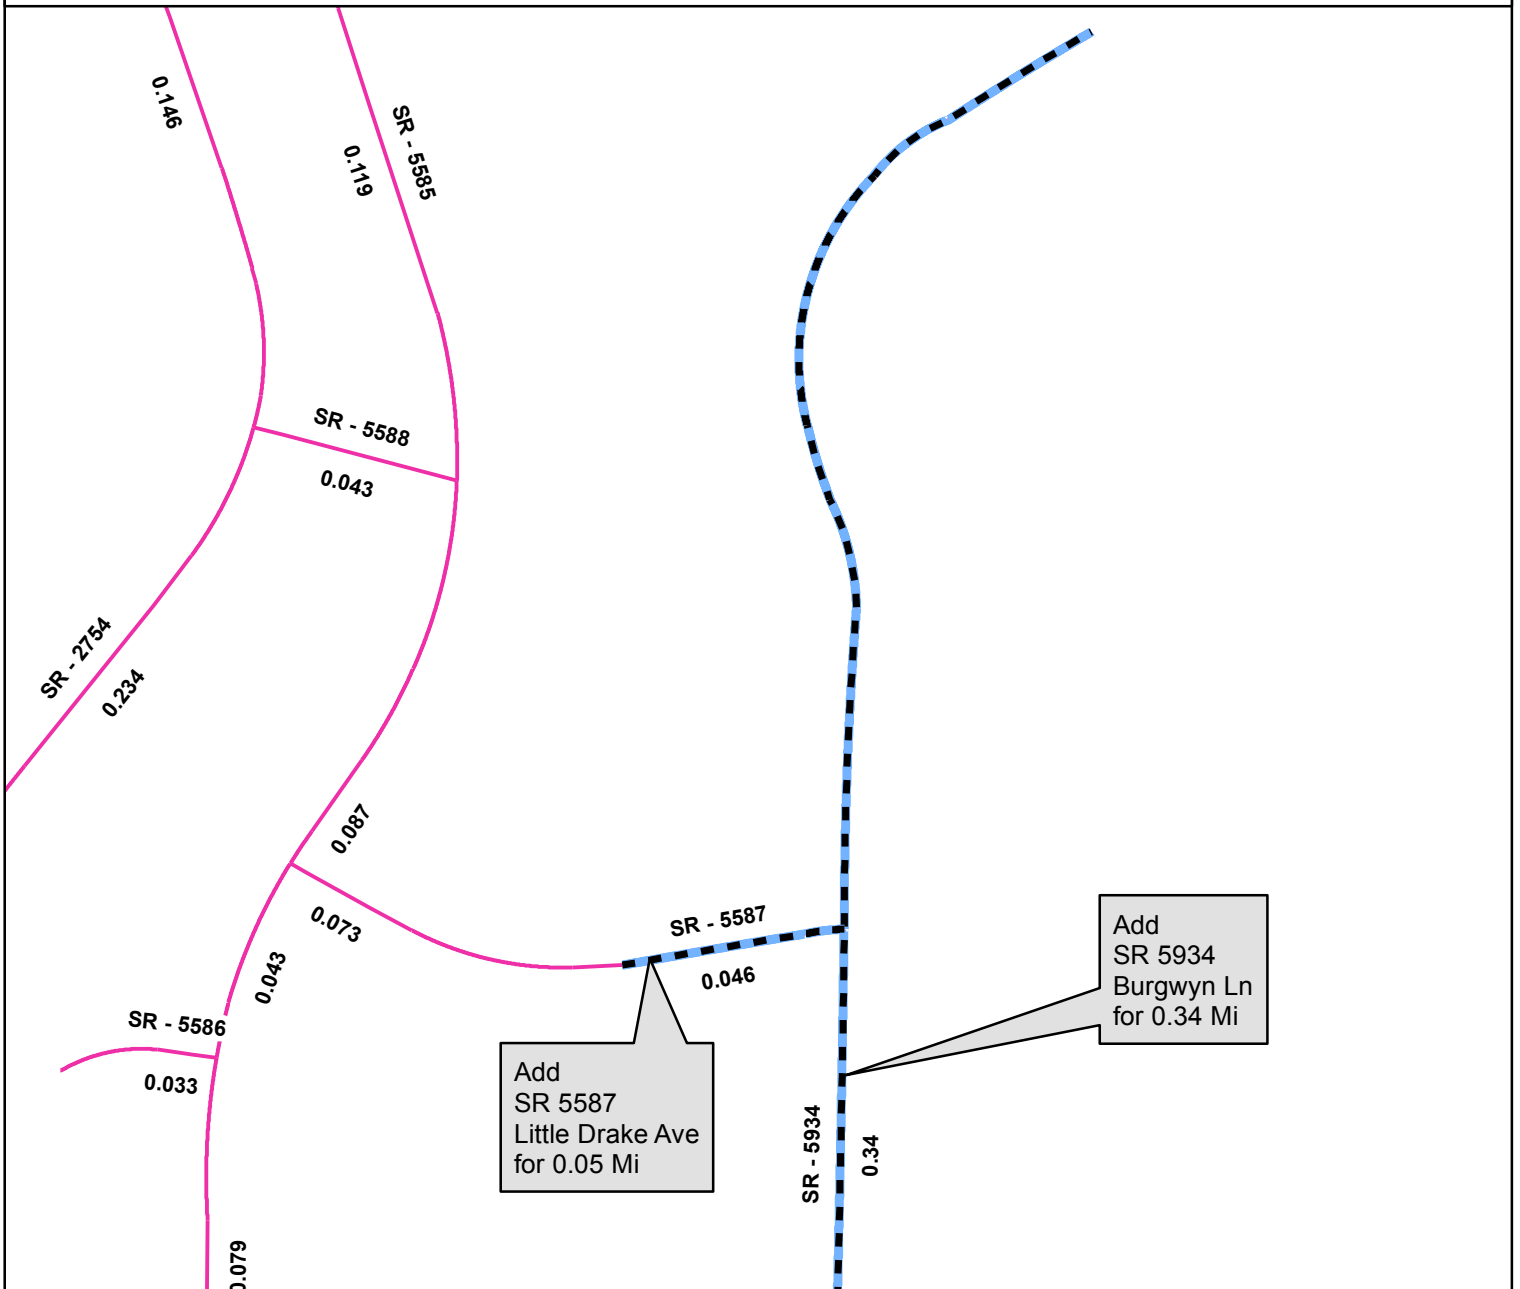 0.146
SR - 5585
0.119
SR - 5588
0.043
SR - 2754
0.234
0.087
0.073
SR - 5587
0.046
Add
SR 5934
Burgwyn Ln
for 0.34 Mi
0.043
SR - 5586
0.033
Add
SR 5587
Little Drake Ave
for 0.05 Mi
SR - 5934
0.34
0.079